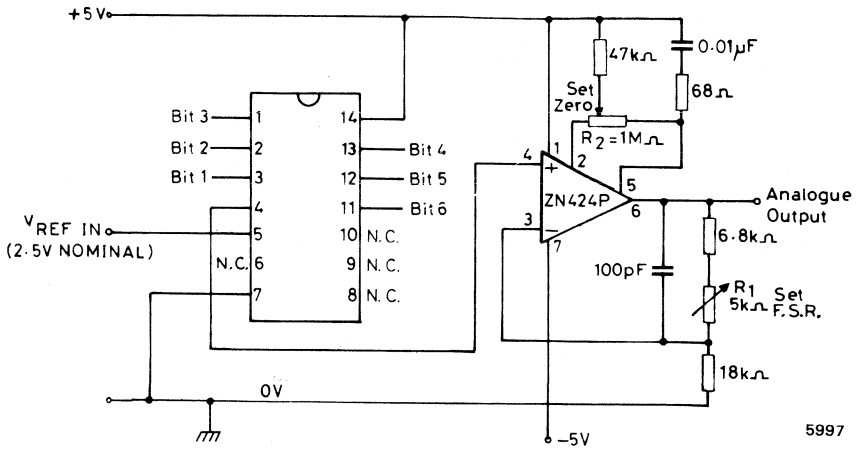 +5V
47kΩ
0.01µF
68Ω
Set
Zero
R2=1MΩ
Bit 3
1
14
Bit 2
2
13
Bit 4
Bit 1
3
12
Bit 5
4
11
Bit 6
VREF IN
(2.5V NOMINAL)
5
10
N.C.
N.C.
6
9
N.C.
7
8
N.C.
4
+
1
2
5
ZN424P
6
3
−
7
Analogue
Output
6.8kΩ
100pF
R1
5kΩ
Set
F.S.R.
18kΩ
0V
−5V
5997